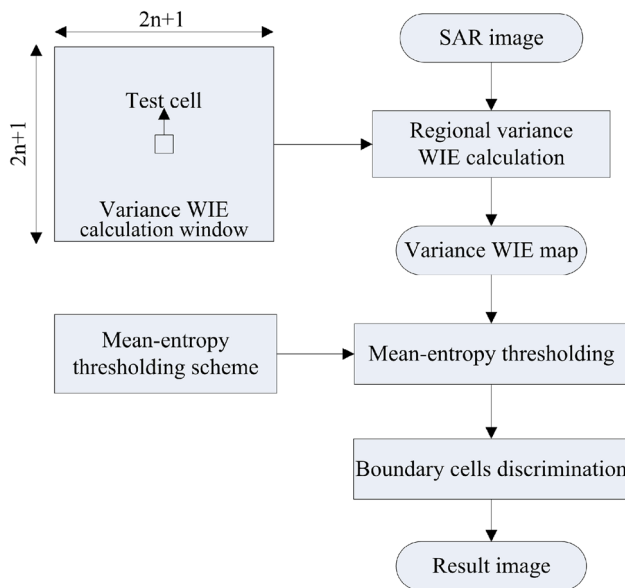 2n+1
2n+1
Test cell
Variance WIE
calculation window
SAR image
Regional variance
WIE calculation
Variance WIE map
Mean-entropy
thresholding scheme
Mean-entropy thresholding
Boundary cells discrimination
Result image